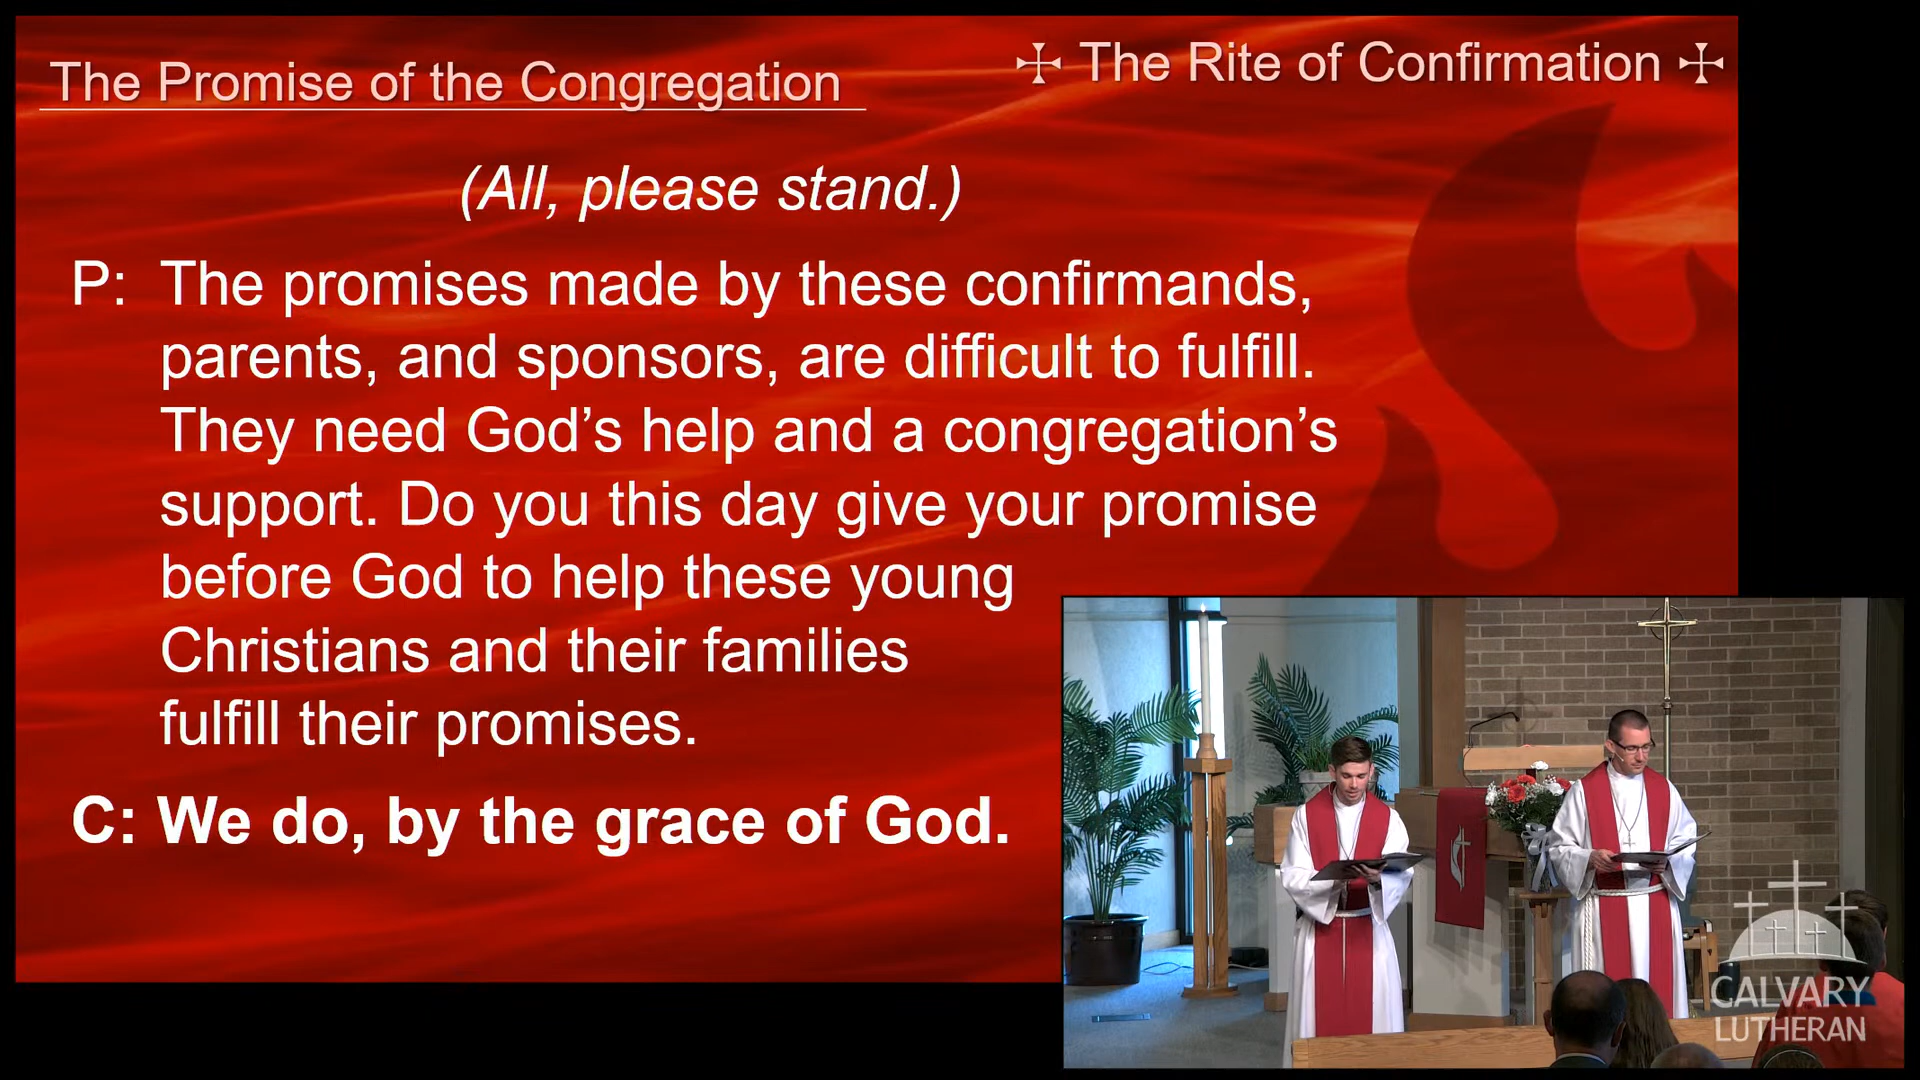 The Promise of the Congregation
☩ The Rite of Confirmation ☩
(All, please stand.)
P: The promises made by these confirmands,
parents, and sponsors, are difficult to fulfill.
They need God’s help and a congregation’s
support. Do you this day give your promise
before God to help these young
Christians and their families
fulfill their promises.
C: We do, by the grace of God.
CALVARY
LUTHERAN